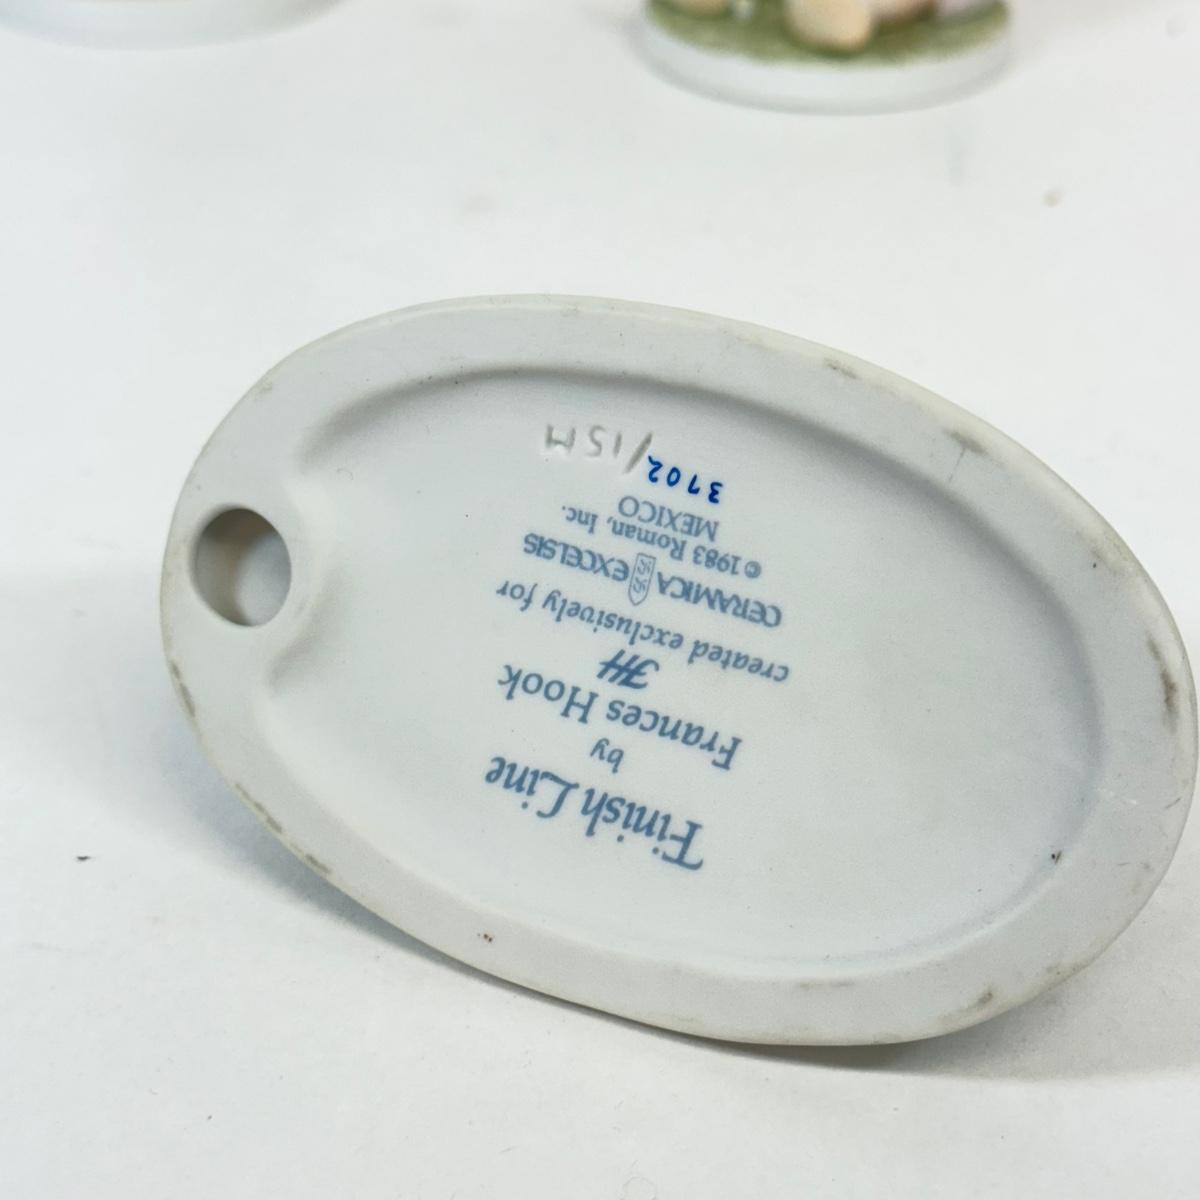 Finish Line
by
Frances Hook
FH
created exclusively for
CERAMICA EXCELSIS
©1983 Roman, Inc.
MEXICO
3702/15M